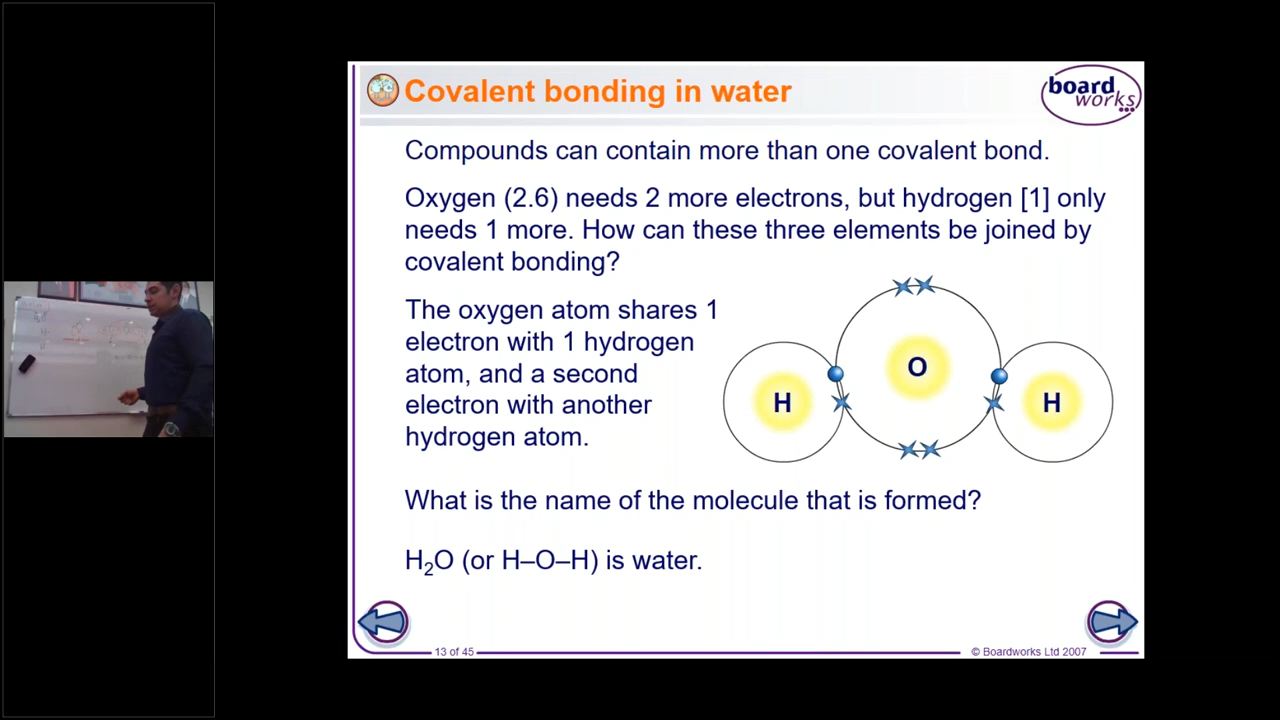 Covalent bonding in water
board
works
Compounds can contain more than one covalent bond.
Oxygen (2.6) needs 2 more electrons, but hydrogen [1] only
needs 1 more. How can these three elements be joined by
covalent bonding?
The oxygen atom shares 1
electron with 1 hydrogen
atom, and a second
electron with another
hydrogen atom.
H
O
H
What is the name of the molecule that is formed?
H₂O (or H–O–H) is water.
13 of 45
© Boardworks Ltd 2007